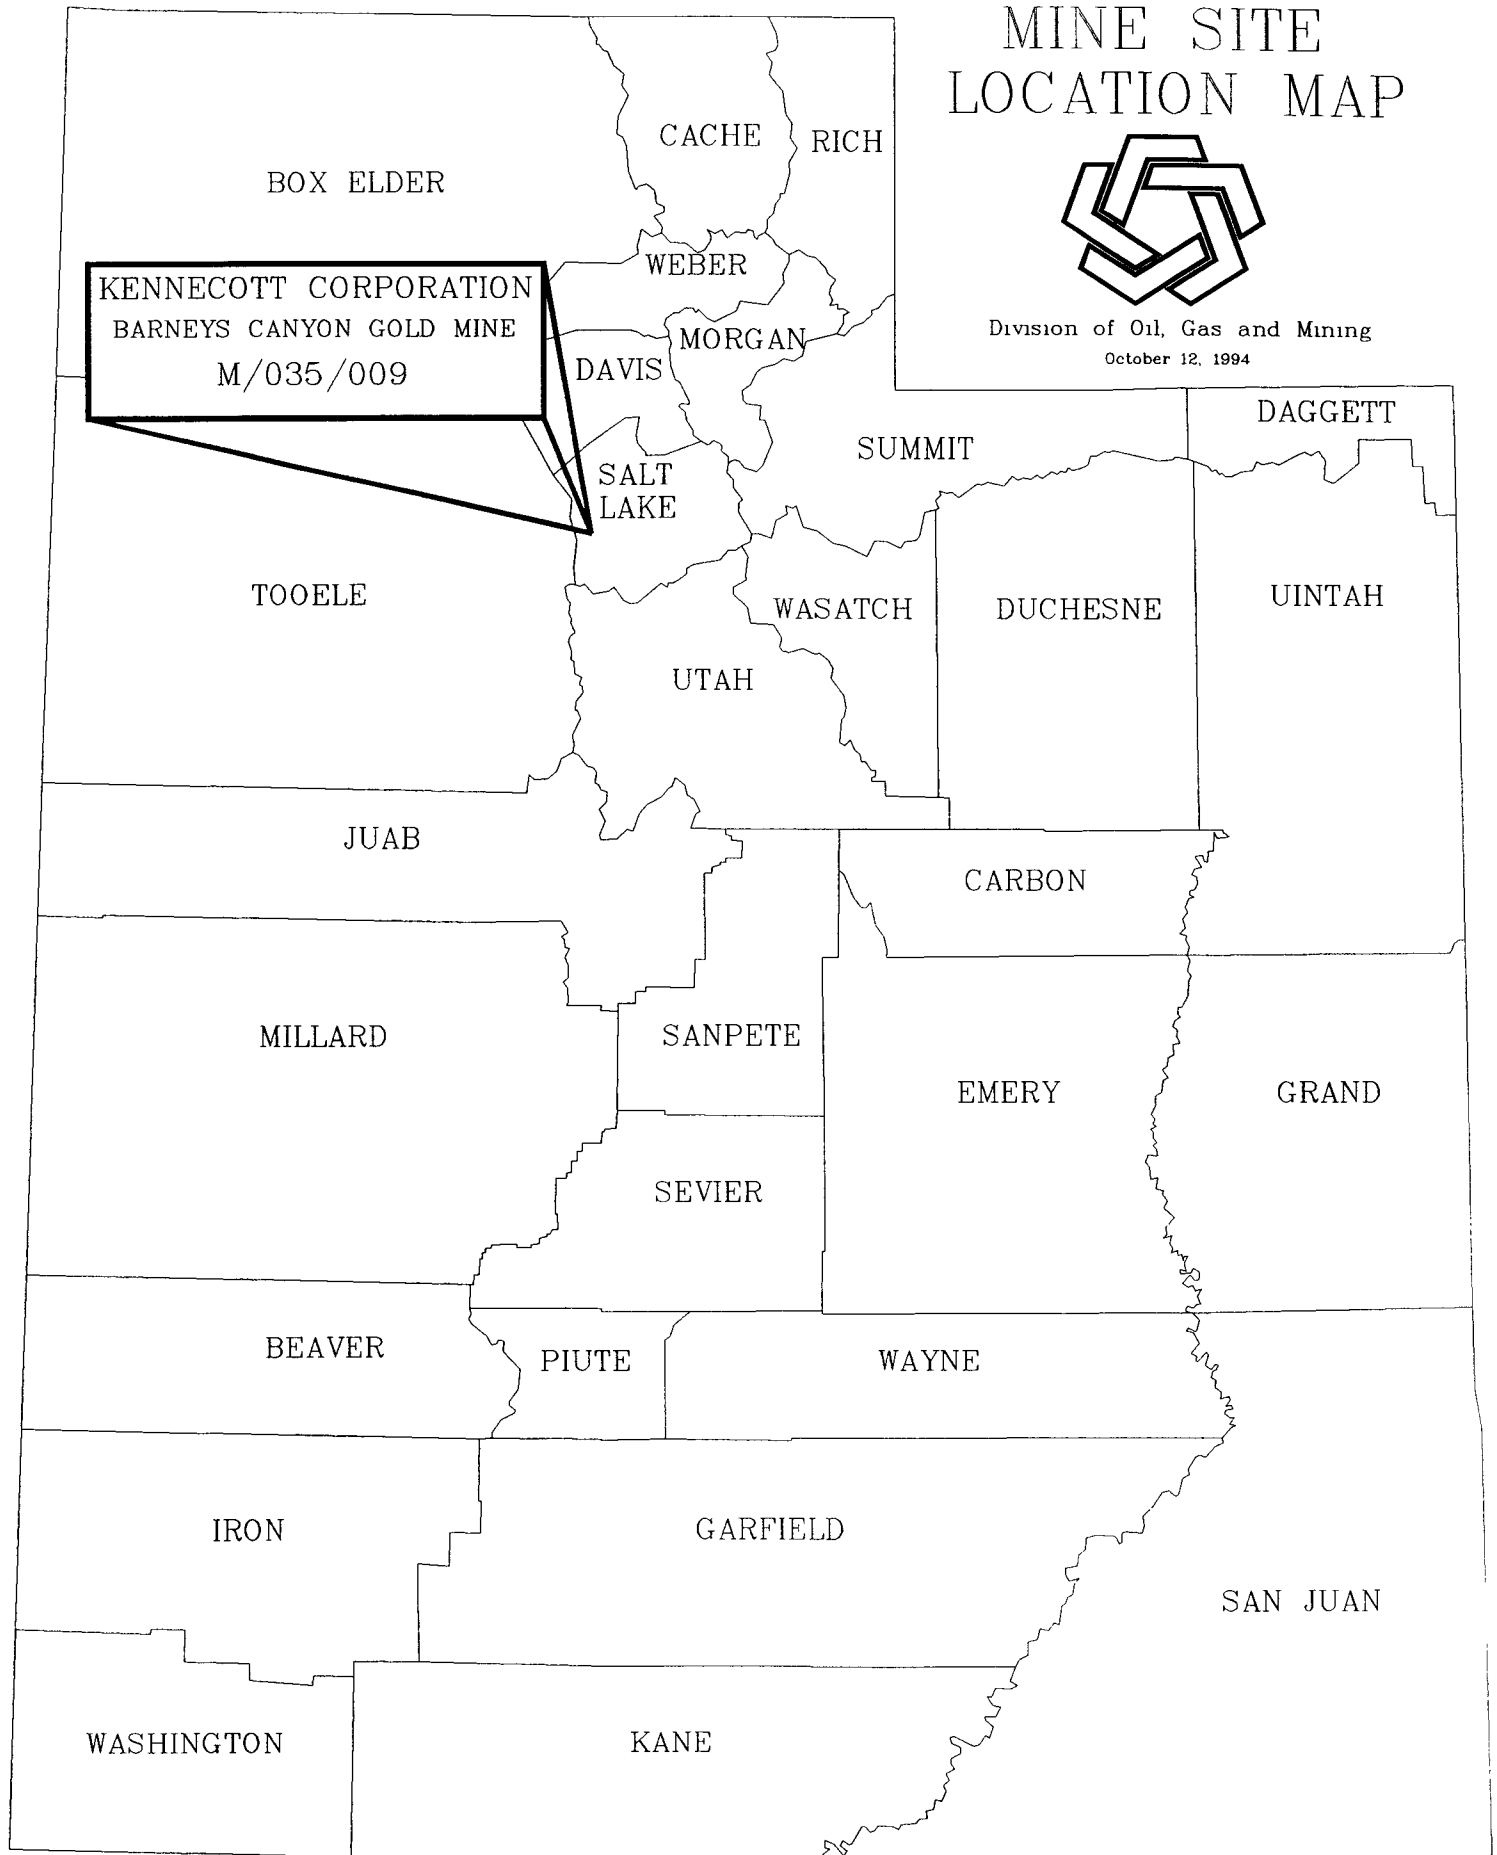 MINE SITE
LOCATION MAP
CACHE
RICH
BOX ELDER
WEBER
KENNECOTT CORPORATION
BARNEYS CANYON GOLD MINE
M/035/009
Division of Oil, Gas and Mining
October 12, 1994
MORGAN
DAVIS
DAGGETT
SUMMIT
SALT
LAKE
TOOELE
WASATCH
DUCHESNE
UINTAH
UTAH
JUAB
CARBON
MILLARD
SANPETE
EMERY
GRAND
SEVIER
BEAVER
PIUTE
WAYNE
IRON
GARFIELD
SAN JUAN
WASHINGTON
KANE